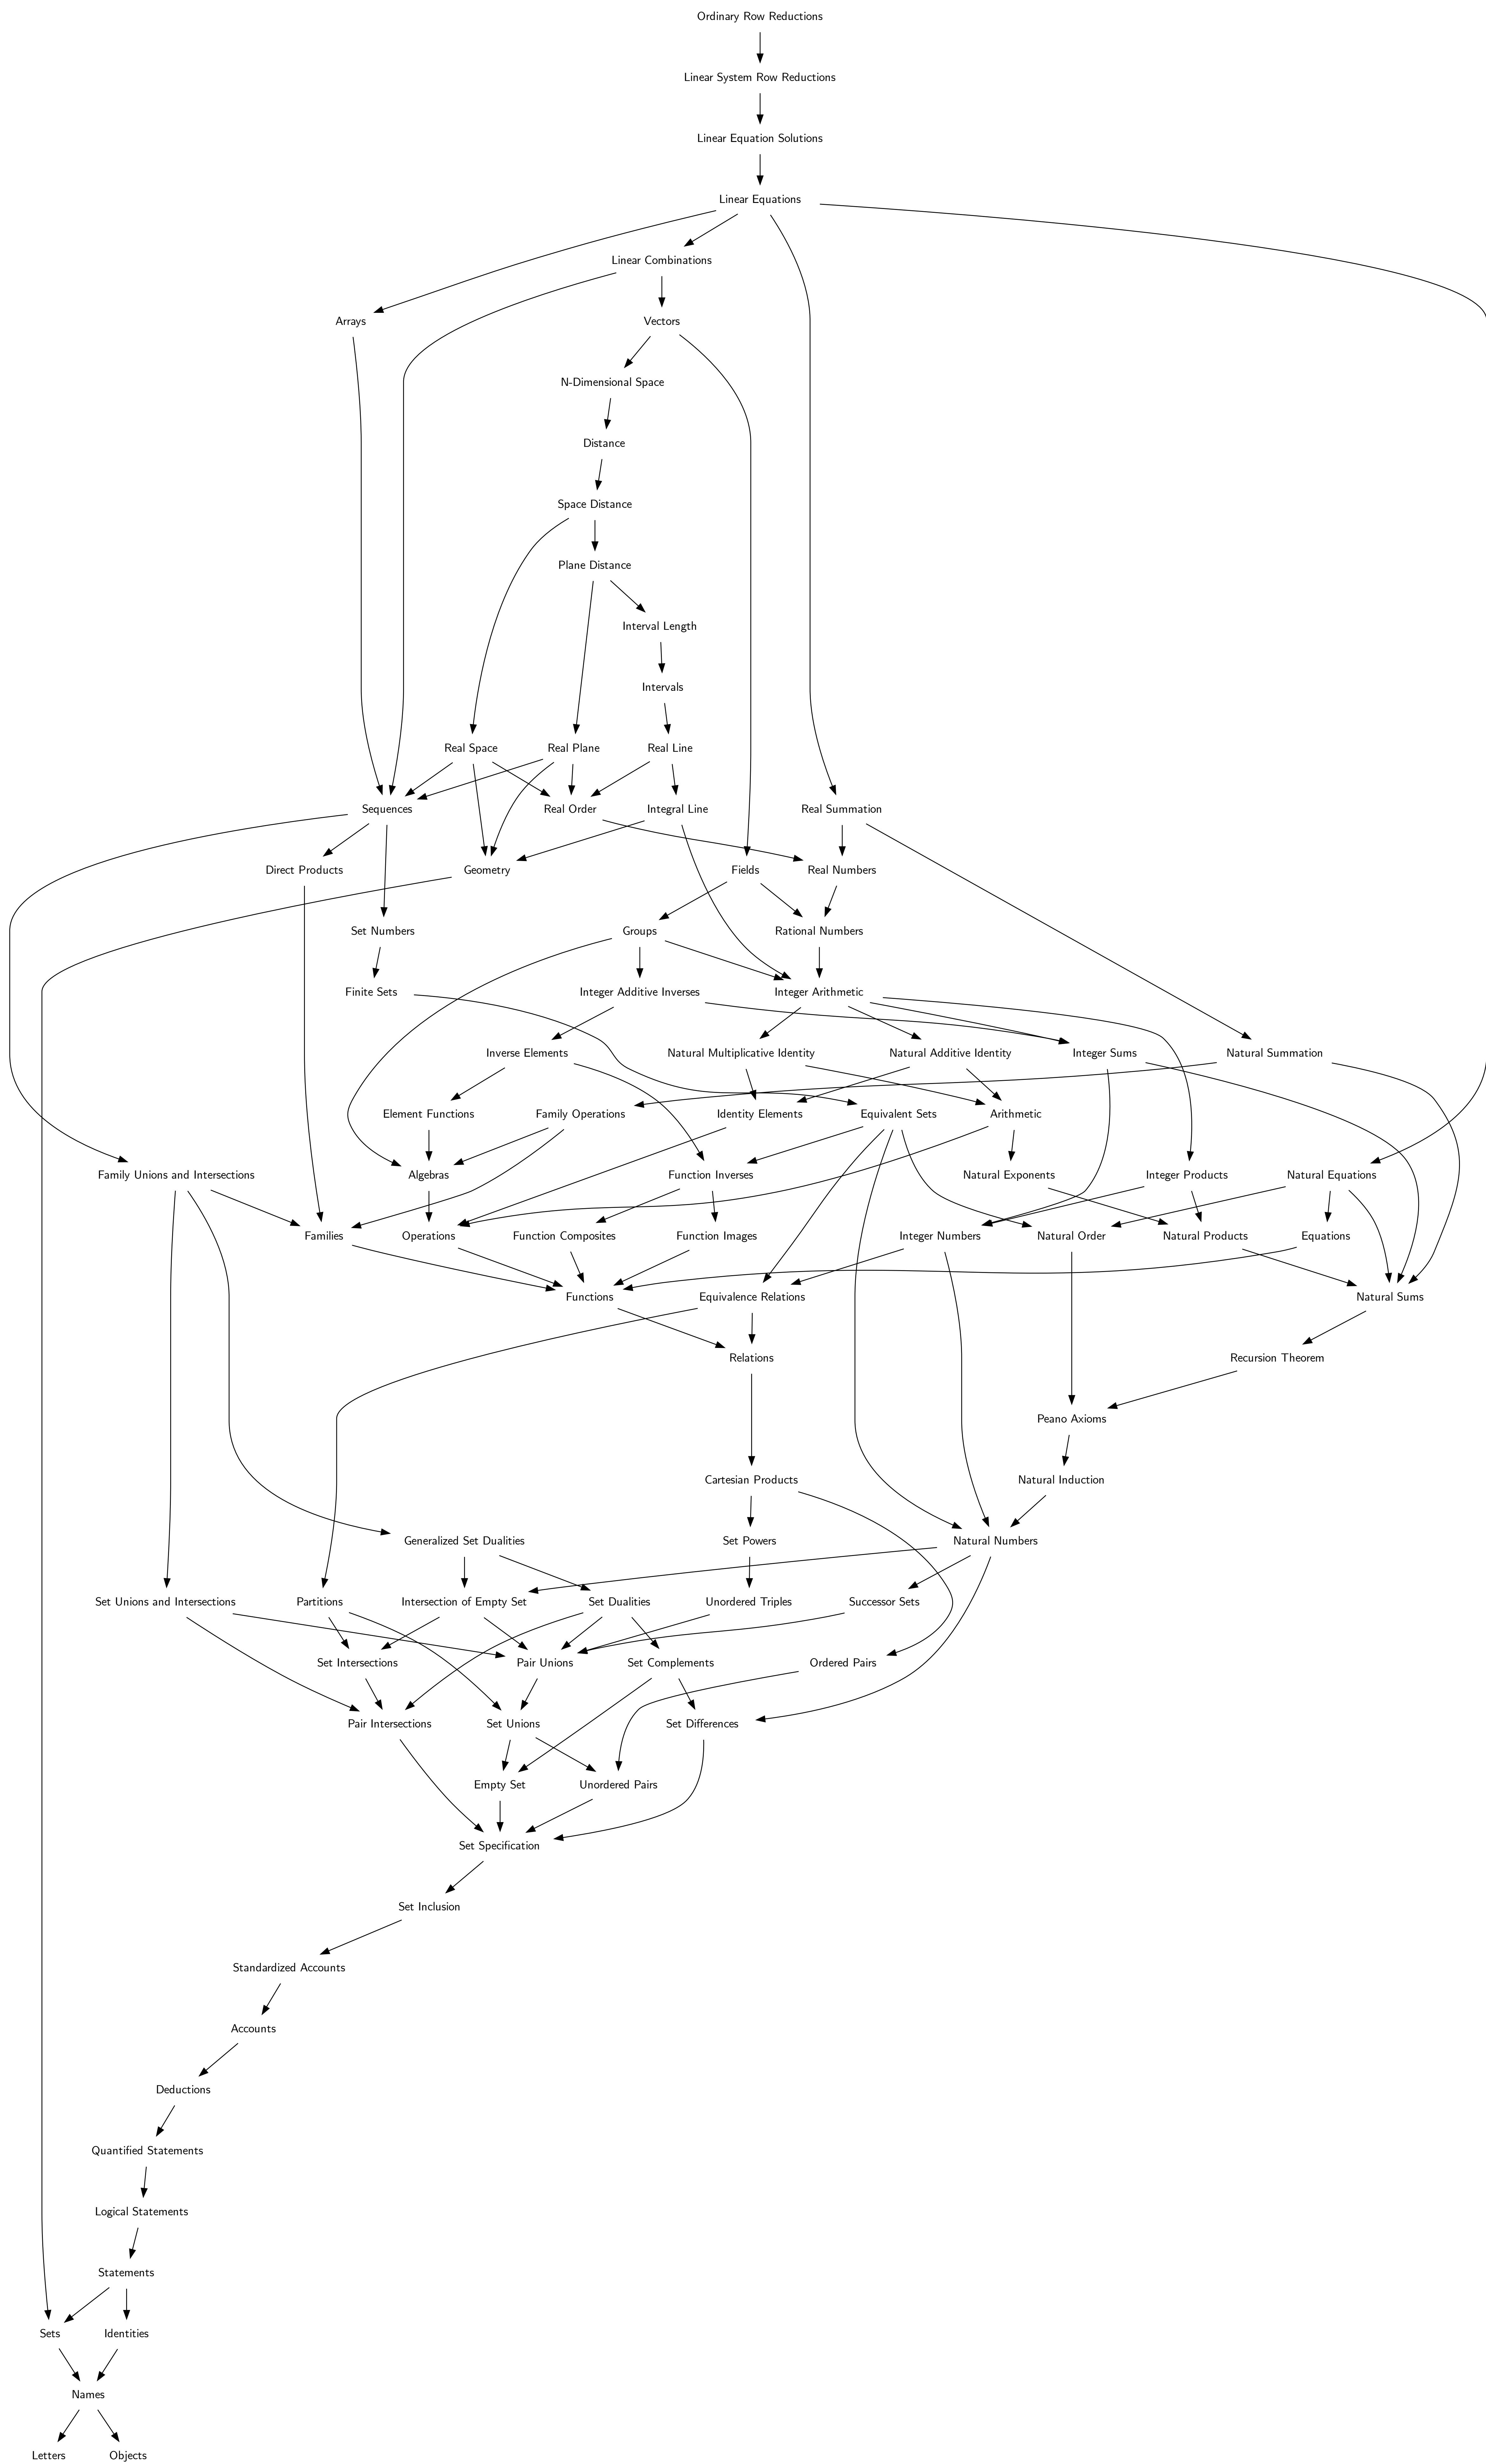 Ordinary Row Reductions
Linear System Row Reductions
Linear Equation Solutions
Linear Equations
Linear Combinations
Arrays
Vectors
N-Dimensional Space
Distance
Space Distance
Plane Distance
Interval Length
Intervals
Real Space
Real Plane
Real Line
Sequences
Real Order
Integral Line
Real Summation
Direct Products
Geometry
Fields
Real Numbers
Set Numbers
Groups
Rational Numbers
Finite Sets
Integer Additive Inverses
Integer Arithmetic
Inverse Elements
Natural Multiplicative Identity
Natural Additive Identity
Integer Sums
Natural Summation
Element Functions
Family Operations
Identity Elements
Equivalent Sets
Arithmetic
Family Unions and Intersections
Algebras
Function Inverses
Natural Exponents
Integer Products
Natural Equations
Families
Operations
Function Composites
Function Images
Integer Numbers
Natural Order
Natural Products
Equations
Functions
Equivalence Relations
Natural Sums
Relations
Recursion Theorem
Peano Axioms
Cartesian Products
Natural Induction
Generalized Set Dualities
Set Powers
Natural Numbers
Set Unions and Intersections
Partitions
Intersection of Empty Set
Set Dualities
Unordered Triples
Successor Sets
Set Intersections
Pair Unions
Set Complements
Ordered Pairs
Pair Intersections
Set Unions
Set Differences
Empty Set
Unordered Pairs
Set Specification
Set Inclusion
Standardized Accounts
Accounts
Deductions
Quantified Statements
Logical Statements
Statements
Sets
Identities
Names
Letters
Objects